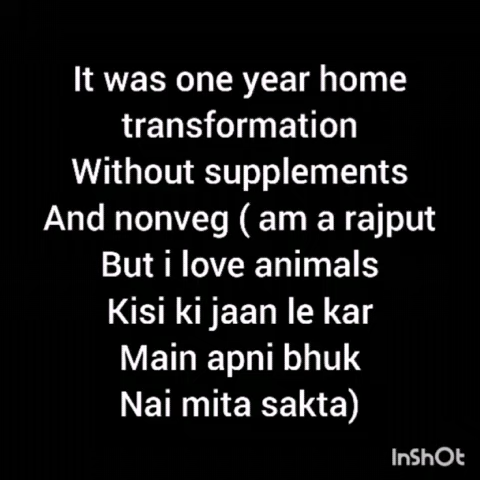 It was one year home
transformation
Without supplements
And nonveg ( am a rajput
But i love animals
Kisi ki jaan le kar
Main apni bhuk
Nai mita sakta)
InShOt